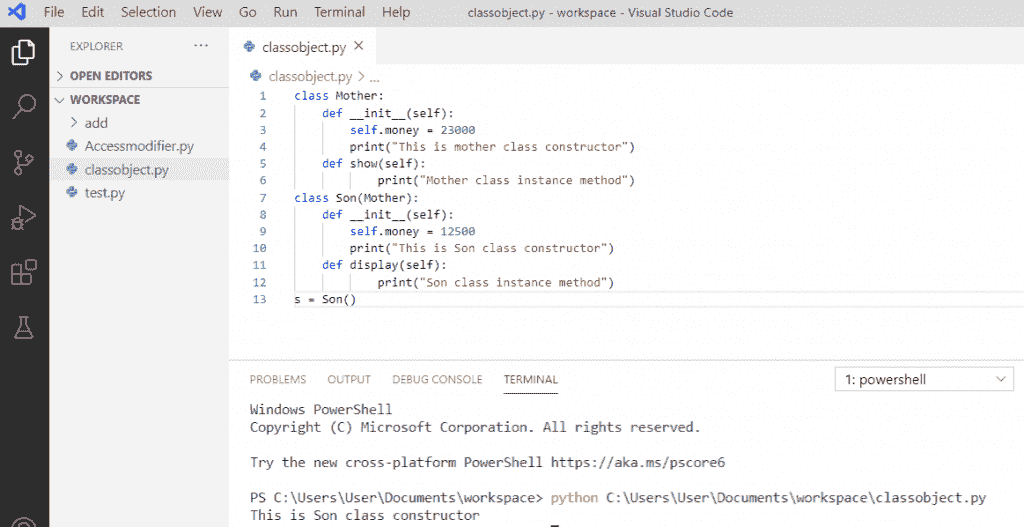 File Edit Selection View Go Run Terminal Help classobject.py - workspace - Visual Studio Code
EXPLORER ...
OPEN EDITORS
WORKSPACE
add
Accessmodifier.py
classobject.py
test.py
classobject.py
classobject.py > ...
1 class Mother:
2     def __init__(self):
3         self.money = 23000
4         print("This is mother class constructor")
5     def show(self):
6             print("Mother class instance method")
7 class Son(Mother):
8     def __init__(self):
9         self.money = 12500
10         print("This is Son class constructor")
11     def display(self):
12             print("Son class instance method")
13 s = Son()
PROBLEMS OUTPUT DEBUG CONSOLE TERMINAL 1: powershell
Windows PowerShell
Copyright (C) Microsoft Corporation. All rights reserved.
Try the new cross-platform PowerShell https://aka.ms/pscore6
PS C:\Users\User\Documents\workspace> python C:\Users\User\Documents\workspace\classobject.py
This is Son class constructor